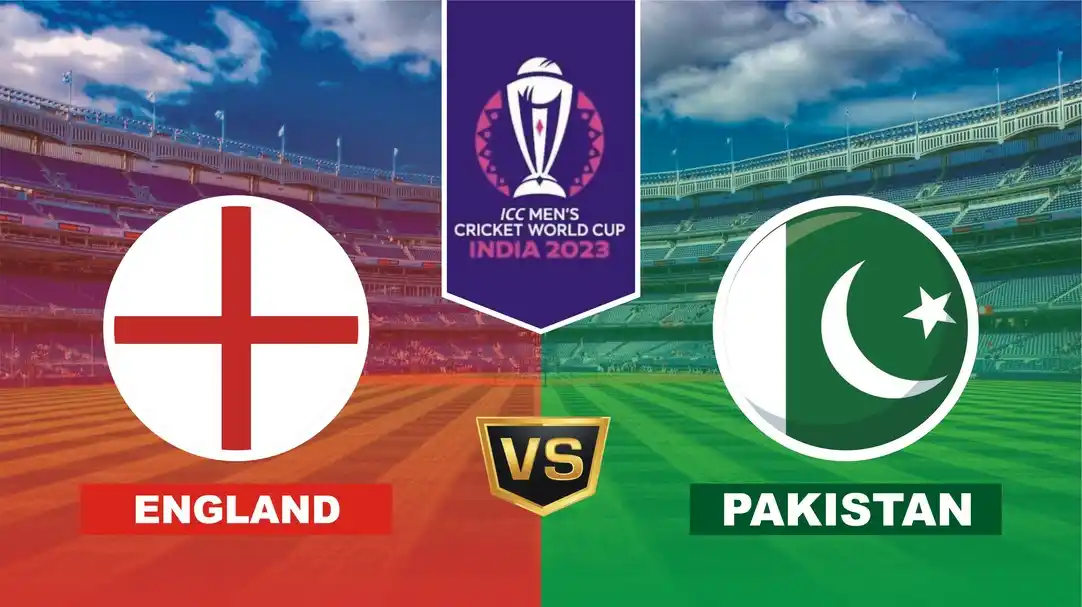 ICC MEN'S
CRICKET WORLD CUP
INDIA 2023
VS
ENGLAND
PAKISTAN